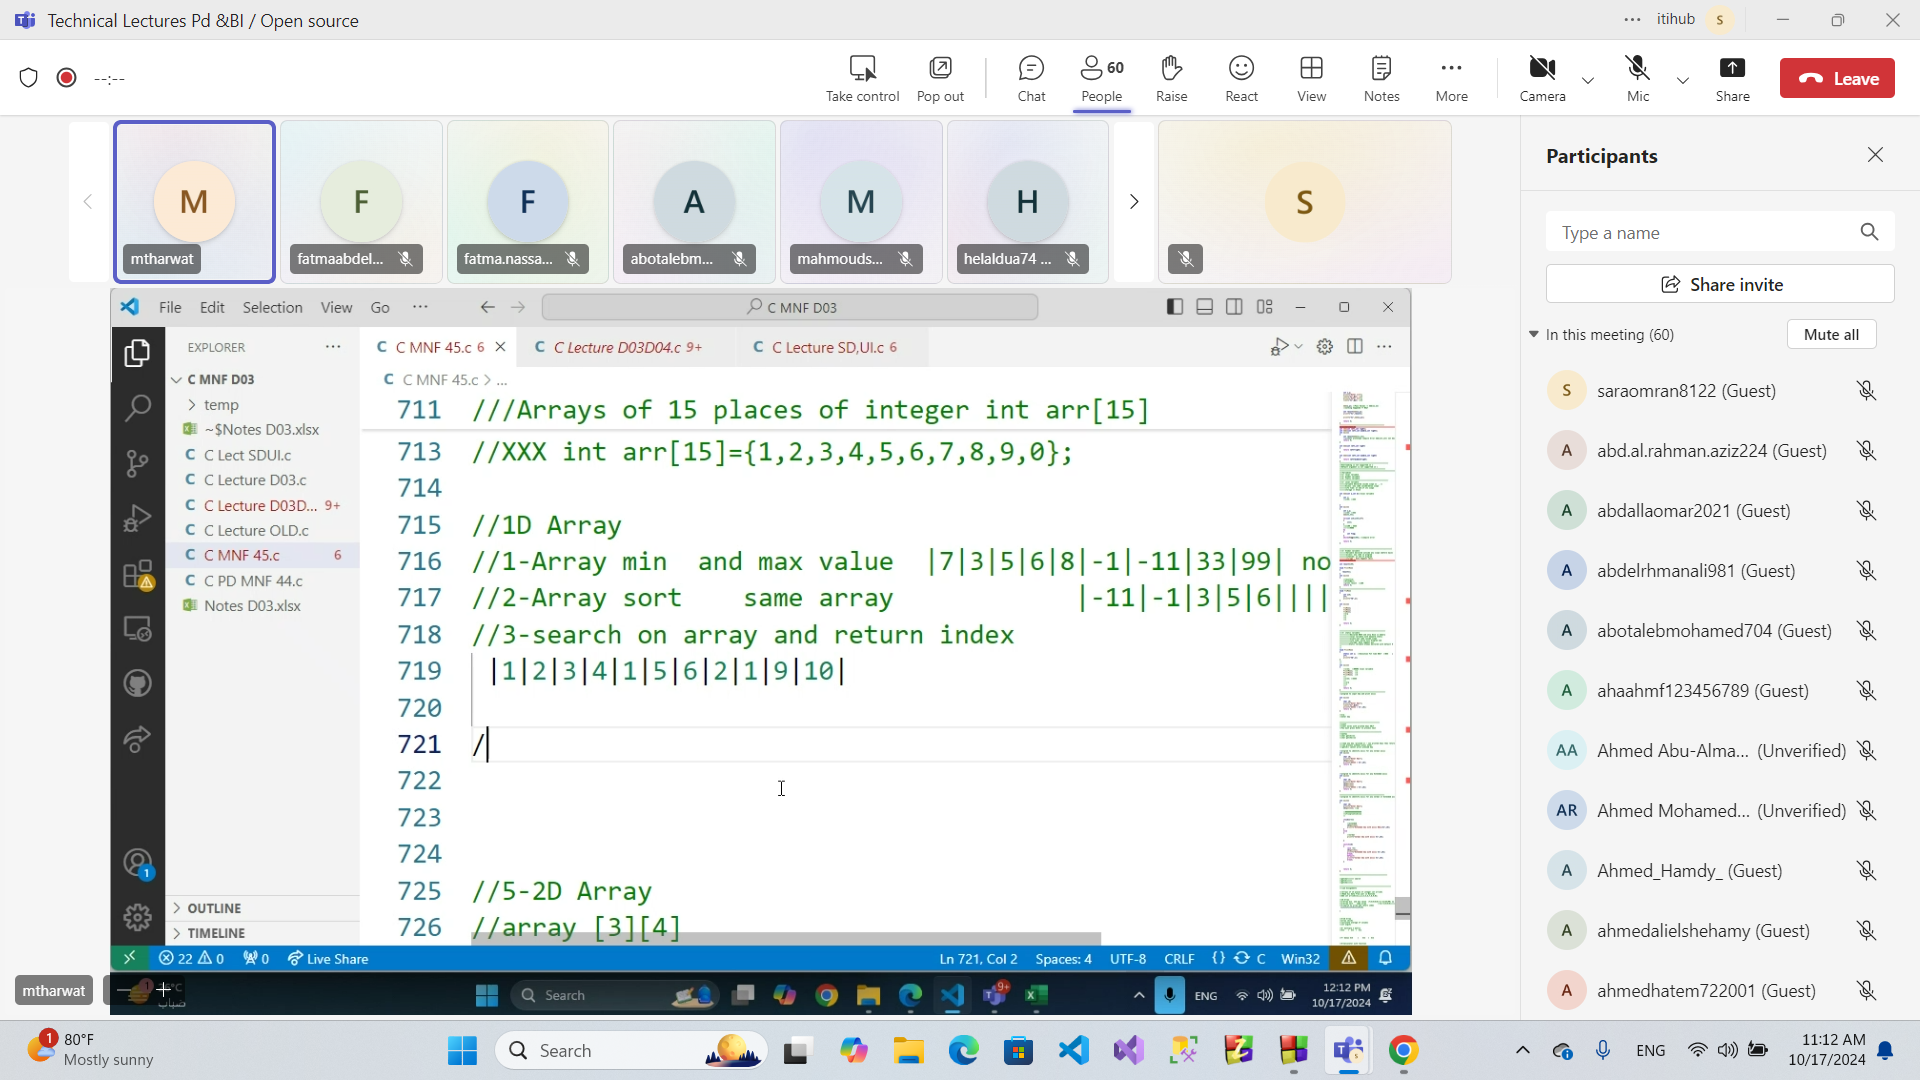 Technical Lectures Pd &BI / Open source
itihub
S
--:--
Take control
Pop out
Chat
60
People
Raise
React
View
Notes
More
Camera
Mic
Share
Leave
M
mtharwat
F
fatmaabdel...
F
fatma.nassa...
A
abotalebm...
M
mahmouds...
H
helaldua74 ...
S
Participants
Type a name
Share invite
In this meeting (60)
Mute all
S saraomran8122 (Guest)
A abd.al.rahman.aziz224 (Guest)
A abdallaomar2021 (Guest)
A abdelrhmanali981 (Guest)
A abotalebmohamed704 (Guest)
A ahaahmf123456789 (Guest)
AA Ahmed Abu-Alma... (Unverified)
AR Ahmed Mohamed... (Unverified)
A Ahmed_Hamdy_ (Guest)
A ahmedalielshehamy (Guest)
A ahmedhatem722001 (Guest)
File Edit Selection View Go ...
C MNF D03
EXPLORER
C MNF D03
temp
~$Notes D03.xlsx
C C Lect SDUI.c
C C Lecture D03.c
C C Lecture D03D... 9+
C C Lecture OLD.c
C C MNF 45.c 6
C C PD MNF 44.c
Notes D03.xlsx
OUTLINE
TIMELINE
C C MNF 45.c 6
C C Lecture D03D04.c 9+
C C Lecture SD,UI.c 6
C C MNF 45.c > ...
711 ///Arrays of 15 places of integer int arr[15]
713 //XXX int arr[15]={1,2,3,4,5,6,7,8,9,0};
714
715 //1D Array
716 //1-Array min  and max value  |7|3|5|6|8|-1|-11|33|99| no
717 //2-Array sort    same array            |-11|-1|3|5|6||||
718 //3-search on array and return index
719 |1|2|3|4|1|5|6|2|1|9|10|
720
721 /
722
723
724
725 //5-2D Array
726 //array [3][4]
22 0
0
Live Share
Ln 721, Col 2
Spaces: 4
UTF-8
CRLF
{} C
Win32
mtharwat
1
ضباب
Search
9+
ENG
12:12 PM
10/17/2024
1
80°F
Mostly sunny
Search
ENG
11:12 AM
10/17/2024